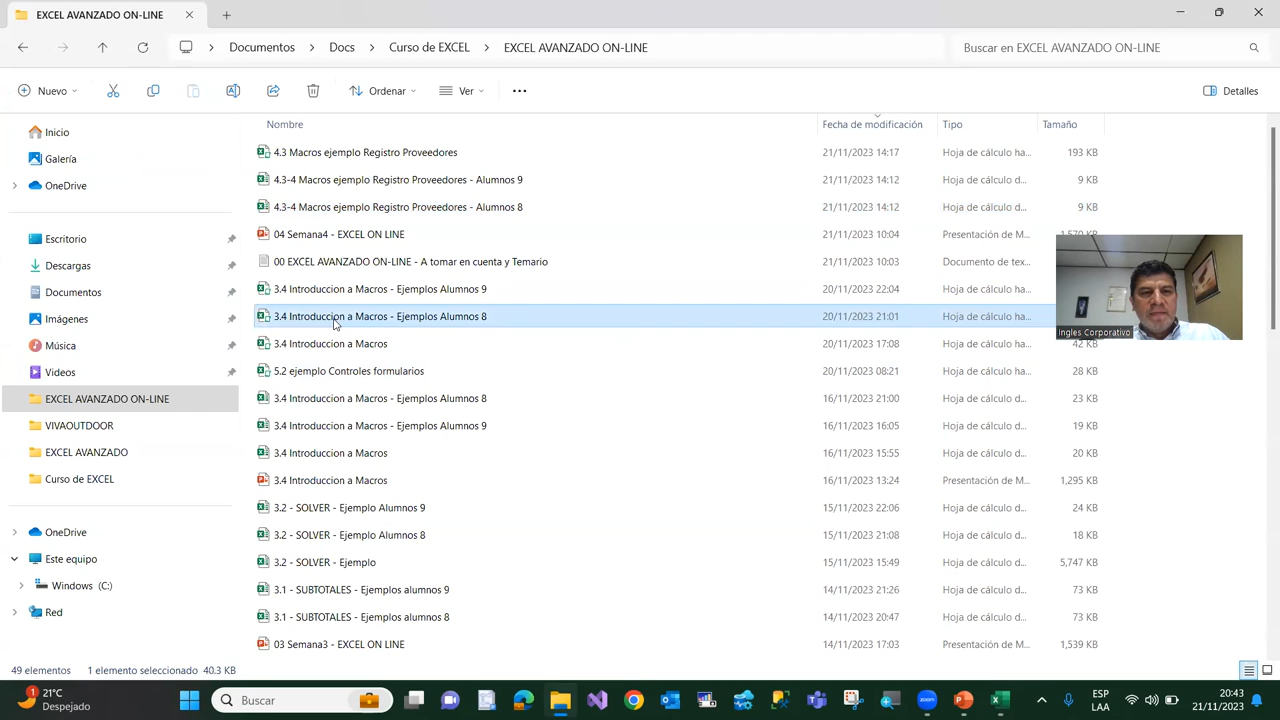 EXCEL AVANZADO ON-LINE
Documentos > Docs > Curso de EXCEL > EXCEL AVANZADO ON-LINE
Buscar en EXCEL AVANZADO ON-LINE
Nuevo
Ordenar
Ver
Detalles
Inicio
Galería
OneDrive
Escritorio
Descargas
Documentos
Imágenes
Música
Videos
EXCEL AVANZADO ON-LINE
VIVAOUTDOOR
EXCEL AVANZADO
Curso de EXCEL
OneDrive
Este equipo
Windows (C:)
Red
Nombre Fecha de modificación Tipo Tamaño
4.3 Macros ejemplo Registro Proveedores 21/11/2023 14:17 Hoja de cálculo ha... 193 KB
4.3-4 Macros ejemplo Registro Proveedores - Alumnos 9 21/11/2023 14:12 Hoja de cálculo d... 9 KB
4.3-4 Macros ejemplo Registro Proveedores - Alumnos 8 21/11/2023 14:12 Hoja de cálculo d... 9 KB
04 Semana4 - EXCEL ON LINE 21/11/2023 10:04 Presentación de M... 1,570 KB
00 EXCEL AVANZADO ON-LINE - A tomar en cuenta y Temario 21/11/2023 10:03 Documento de tex...
3.4 Introduccion a Macros - Ejemplos Alumnos 9 20/11/2023 22:04 Hoja de cálculo ha...
3.4 Introduccion a Macros - Ejemplos Alumnos 8 20/11/2023 21:01 Hoja de cálculo ha...
3.4 Introduccion a Macros 20/11/2023 17:08 Hoja de cálculo ha... 42 KB
5.2 ejemplo Controles formularios 20/11/2023 08:21 Hoja de cálculo ha... 28 KB
3.4 Introduccion a Macros - Ejemplos Alumnos 8 16/11/2023 21:00 Hoja de cálculo d... 23 KB
3.4 Introduccion a Macros - Ejemplos Alumnos 9 16/11/2023 16:05 Hoja de cálculo d... 19 KB
3.4 Introduccion a Macros 16/11/2023 15:55 Hoja de cálculo d... 20 KB
3.4 Introduccion a Macros 16/11/2023 13:24 Presentación de M... 1,295 KB
3.2 - SOLVER - Ejemplo Alumnos 9 15/11/2023 22:06 Hoja de cálculo d... 24 KB
3.2 - SOLVER - Ejemplo Alumnos 8 15/11/2023 21:08 Hoja de cálculo d... 18 KB
3.2 - SOLVER - Ejemplo 15/11/2023 15:49 Hoja de cálculo d... 5,747 KB
3.1 - SUBTOTALES - Ejemplos alumnos 9 14/11/2023 21:26 Hoja de cálculo d... 73 KB
3.1 - SUBTOTALES - Ejemplos alumnos 8 14/11/2023 20:47 Hoja de cálculo d... 73 KB
03 Semana3 - EXCEL ON LINE 14/11/2023 17:03 Presentación de M... 1,539 KB
Ingles Corporativo
49 elementos 1 elemento seleccionado 40.3 KB
21°C
Despejado
Buscar
ESP
LAA
20:43
21/11/2023